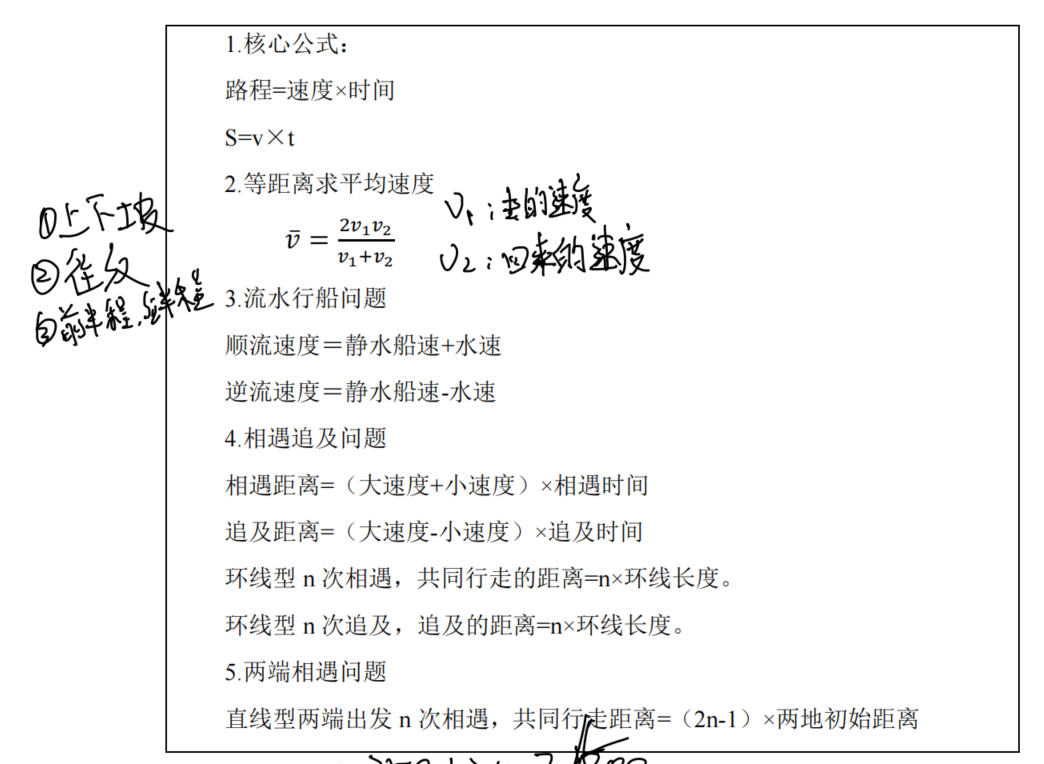 1.核心公式：
路程=速度×时间
S=v×t
2.等距离求平均速度
v̄ = 2v₁v₂ / (v₁+v₂)
v₁：去的速度
v₂：回来的速度
①上下坡
②往返
③前半程，后半程
3.流水行船问题
顺流速度＝静水船速+水速
逆流速度＝静水船速-水速
4.相遇追及问题
相遇距离=（大速度+小速度）×相遇时间
追及距离=（大速度-小速度）×追及时间
环线型 n 次相遇，共同行走的距离=n×环线长度。
环线型 n 次追及，追及的距离=n×环线长度。
5.两端相遇问题
直线型两端出发 n 次相遇，共同行走距离=（2n-1）×两地初始距离